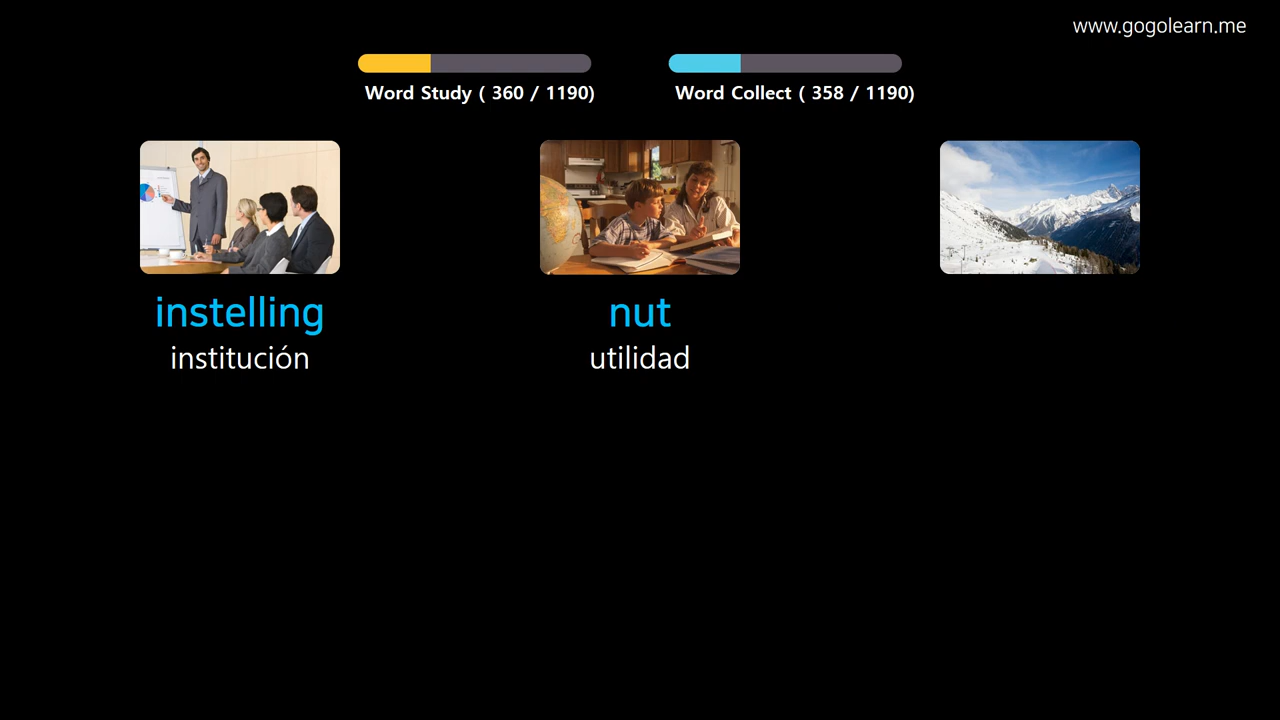 www.gogolearn.me
Word Study ( 360 / 1190)
Word Collect ( 358 / 1190)
instelling
institución
nut
utilidad